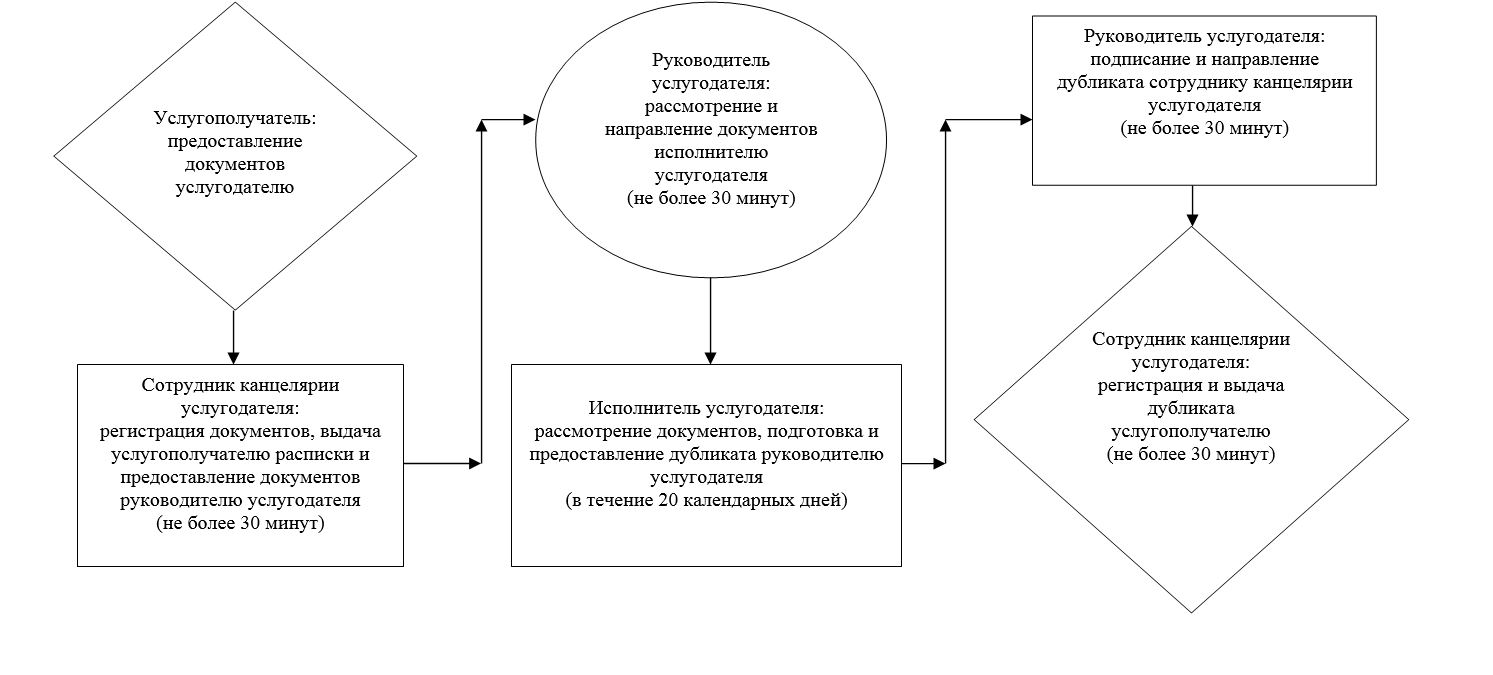 Услугополучатель:
предоставление
документов
услугодателю
Сотрудник канцелярии
услугодателя:
регистрация документов, выдача
услугополучателю расписки и
предоставление документов
руководителю услугодателя
(не более 30 минут)
Руководитель
услугодателя:
рассмотрение и
направление документов
исполнителю
услугодателя
(не более 30 минут)
Исполнитель услугодателя:
рассмотрение документов, подготовка и
предоставление дубликата руководителю
услугодателя
(в течение 20 календарных дней)
Руководитель услугодателя:
подписание и направление
дубликата сотруднику канцелярии
услугодателя
(не более 30 минут)
Сотрудник канцелярии
услугодателя:
регистрация и выдача
дубликата
услугополучателю
(не более 30 минут)